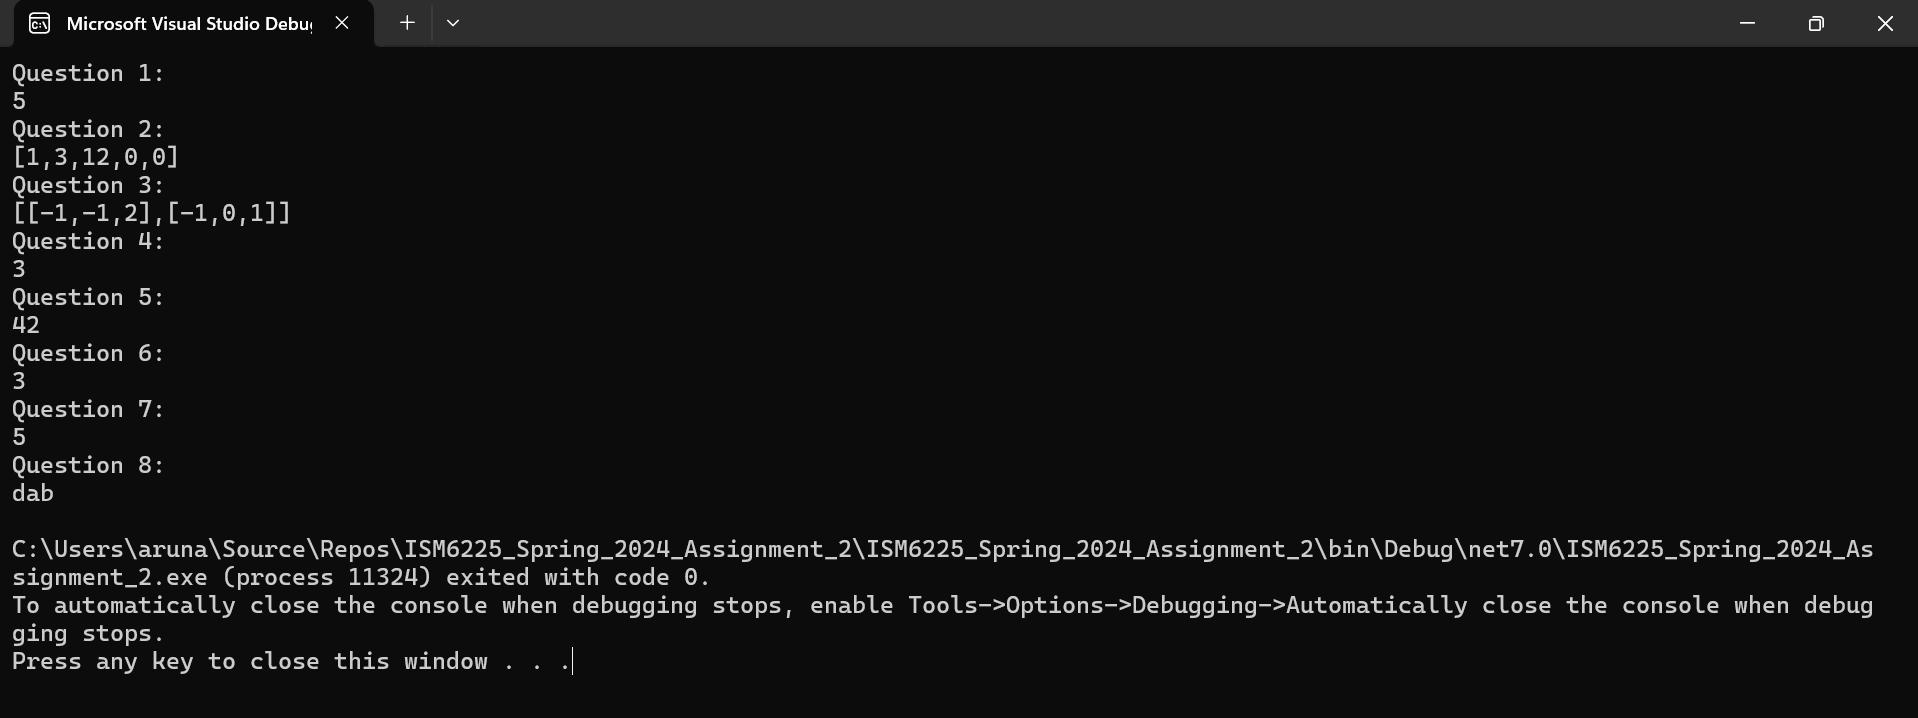 Microsoft Visual Studio Debu
Question 1:
5
Question 2:
[1,3,12,0,0]
Question 3:
[[-1,-1,2],[-1,0,1]]
Question 4:
3
Question 5:
42
Question 6:
3
Question 7:
5
Question 8:
dab
C:\Users\aruna\Source\Repos\ISM6225_Spring_2024_Assignment_2\ISM6225_Spring_2024_Assignment_2\bin\Debug\net7.0\ISM6225_Spring_2024_As
signment_2.exe (process 11324) exited with code 0.
To automatically close the console when debugging stops, enable Tools->Options->Debugging->Automatically close the console when debug
ging stops.
Press any key to close this window . . .